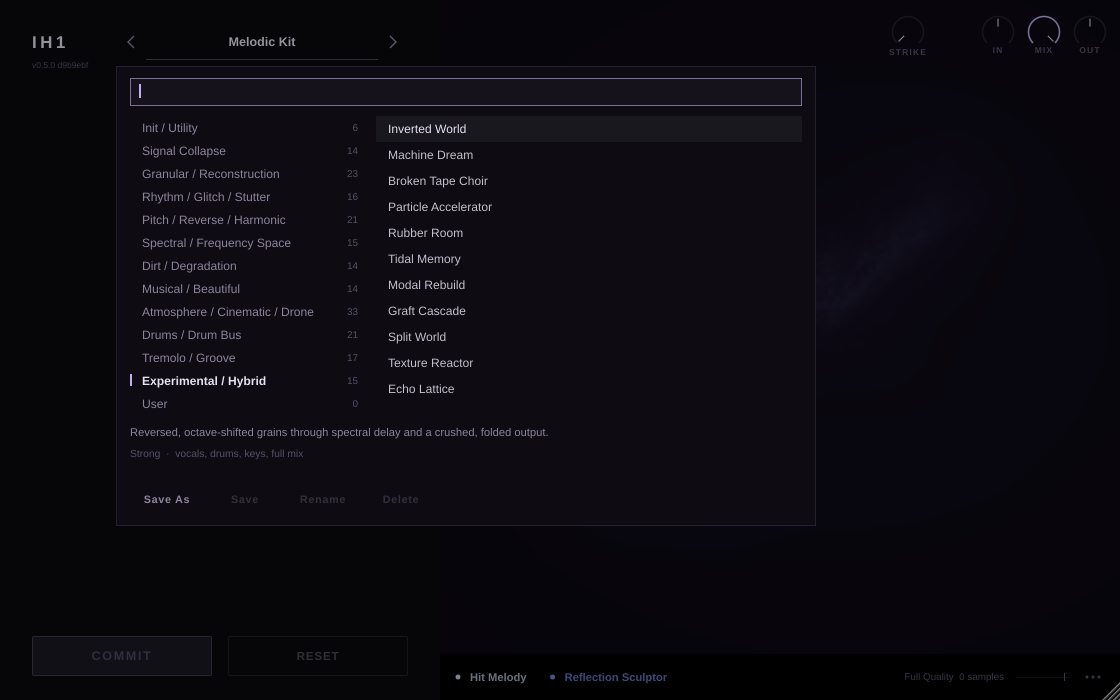 IH1
v0.5.0 d9b9ebf
Melodic Kit
STRIKE
IN
MIX
OUT
Init / Utility 6
Signal Collapse 14
Granular / Reconstruction 23
Rhythm / Glitch / Stutter 16
Pitch / Reverse / Harmonic 21
Spectral / Frequency Space 15
Dirt / Degradation 14
Musical / Beautiful 14
Atmosphere / Cinematic / Drone 33
Drums / Drum Bus 21
Tremolo / Groove 17
Experimental / Hybrid 15
User 0
Inverted World
Machine Dream
Broken Tape Choir
Particle Accelerator
Rubber Room
Tidal Memory
Modal Rebuild
Graft Cascade
Split World
Texture Reactor
Echo Lattice
Reversed, octave-shifted grains through spectral delay and a crushed, folded output.
Strong · vocals, drums, keys, full mix
Save As
Save
Rename
Delete
COMMIT
RESET
Hit Melody
Reflection Sculptor
Full Quality 0 samples